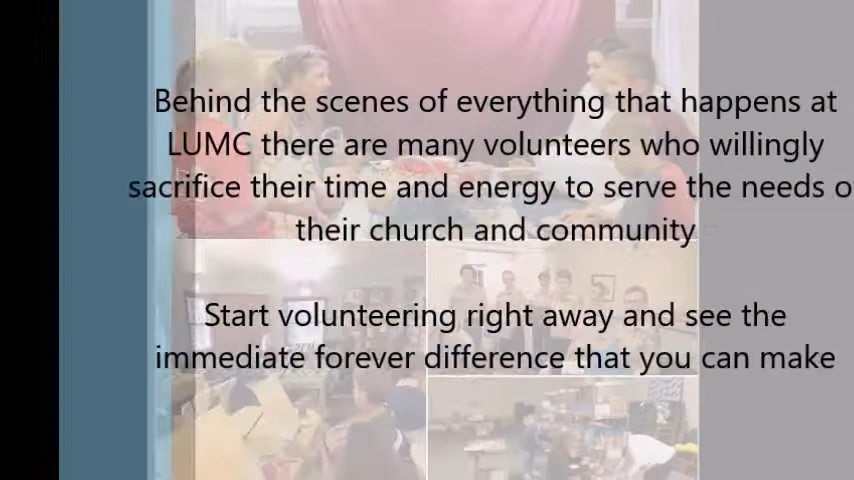 Behind the scenes of everything that happens at
LUMC there are many volunteers who willingly
sacrifice their time and energy to serve the needs o
their church and community
Start volunteering right away and see the
immediate forever difference that you can make